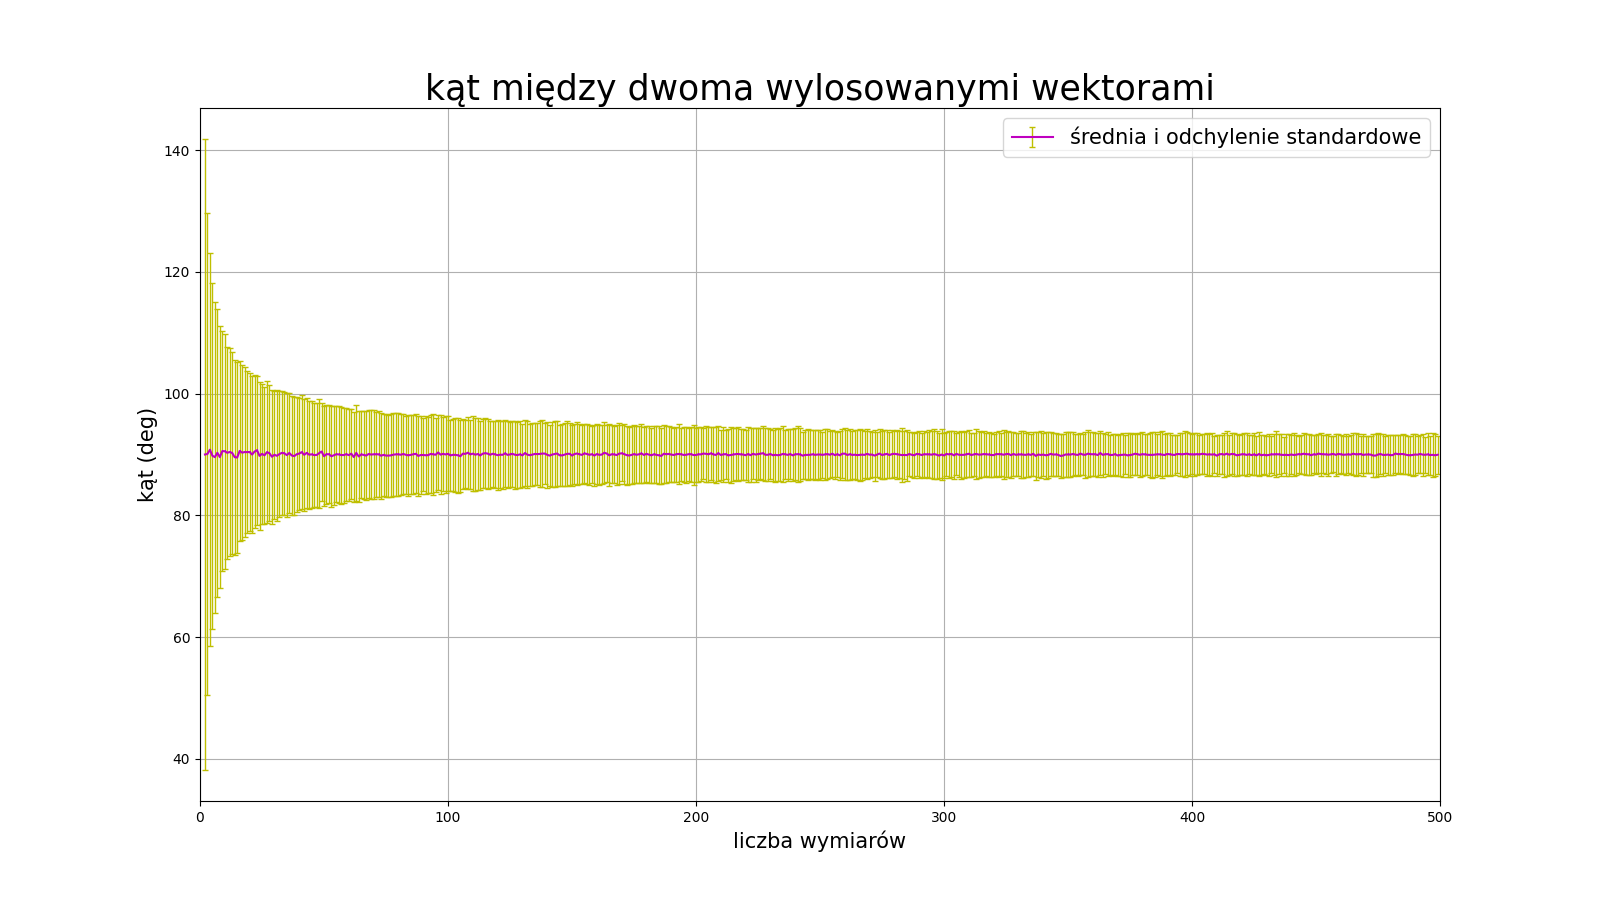 kąt między dwoma wylosowanymi wektorami
średnia i odchylenie standardowe
140
120
100
80
60
40
kąt (deg)
0 100 200 300 400 500
liczba wymiarów